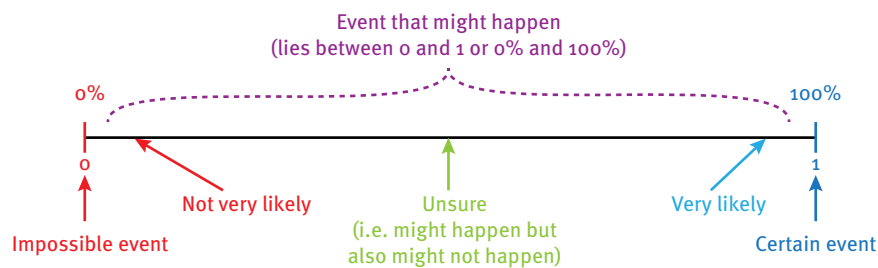 Event that might happen
(lies between 0 and 1 or 0% and 100%)
0% 100%
0 1
Not very likely Unsure Very likely
(i.e. might happen but
Impossible event also might not happen) Certain event